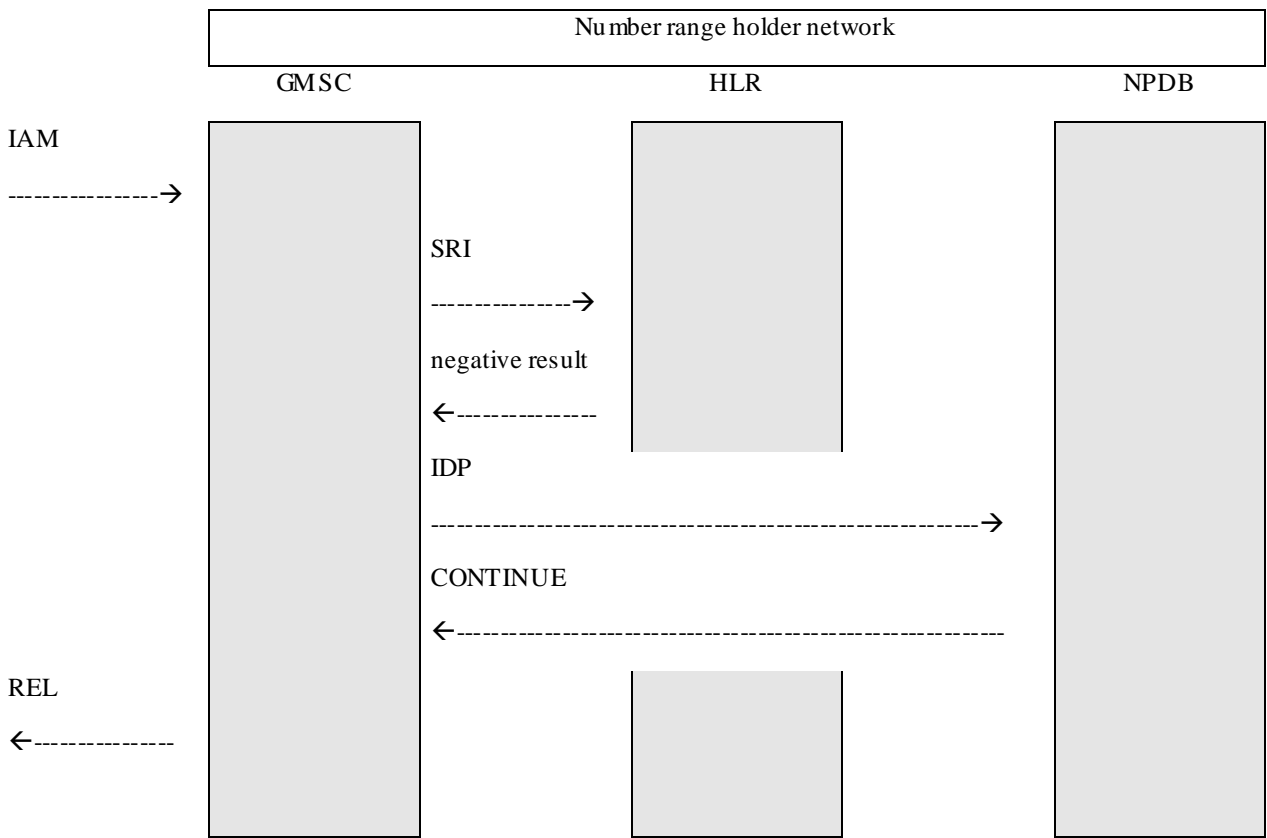 Number range holder network
GMSC HLR NPDB
IAM
----------------->
SRI
---------------->
negative result
<----------------
IDP
--------------------------------------------------------------->
CONTINUE
<---------------------------------------------------------------
REL
<----------------